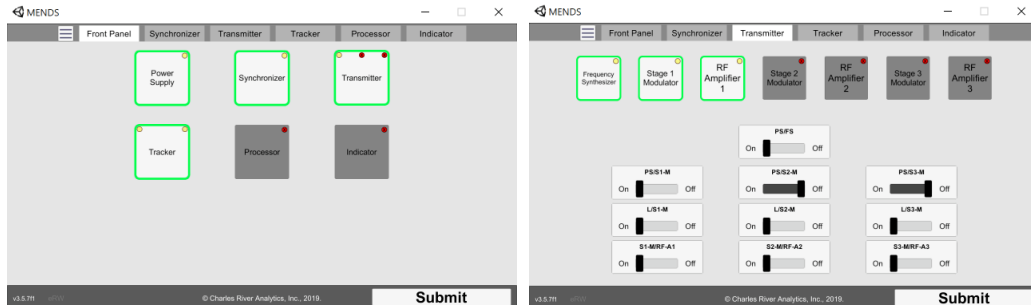 MENDS
Front Panel Synchronizer Transmitter Tracker Processor Indicator
Power
Supply
Synchronizer
Transmitter
Tracker
Processor
Indicator
v3.5.7f1
© Charles River Analytics, Inc., 2019.
Submit
MENDS
Front Panel Synchronizer Transmitter Tracker Processor Indicator
Frequency
Synthesizer
Stage 1
Modulator
RF
Amplifier
1
Stage 2
Modulator
RF
Amplifier
2
Stage 3
Modulator
RF
Amplifier
3
PS/FS
On Off
PS/S1-M
On Off
PS/S2-M
On Off
PS/S3-M
On Off
L/S1-M
On Off
L/S2-M
On Off
L/S3-M
On Off
S1-M/RF-A1
On Off
S2-M/RF-A2
On Off
S3-M/RF-A3
On Off
v3.5.7f1
© Charles River Analytics, Inc., 2019.
Submit